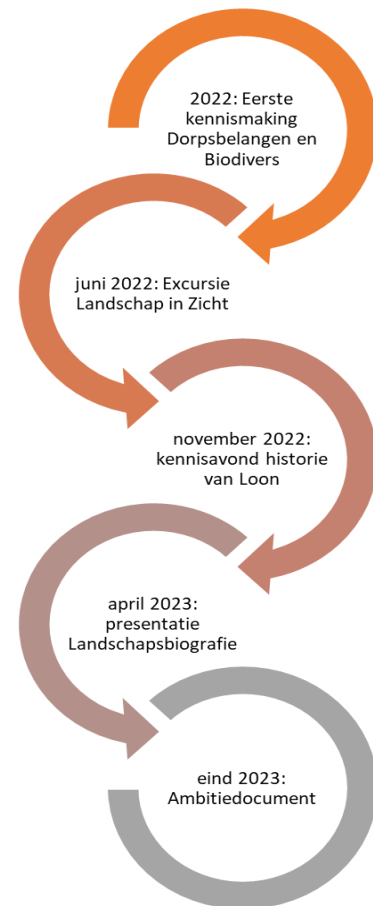 2022: Eerste
kennismaking
Dorpsbelangen en
Biodivers
juni 2022: Excursie
Landschap in Zicht
november 2022:
kennisavond historie
van Loon
april 2023:
presentatie
Landschapsbiografie
eind 2023:
Ambitiedocument